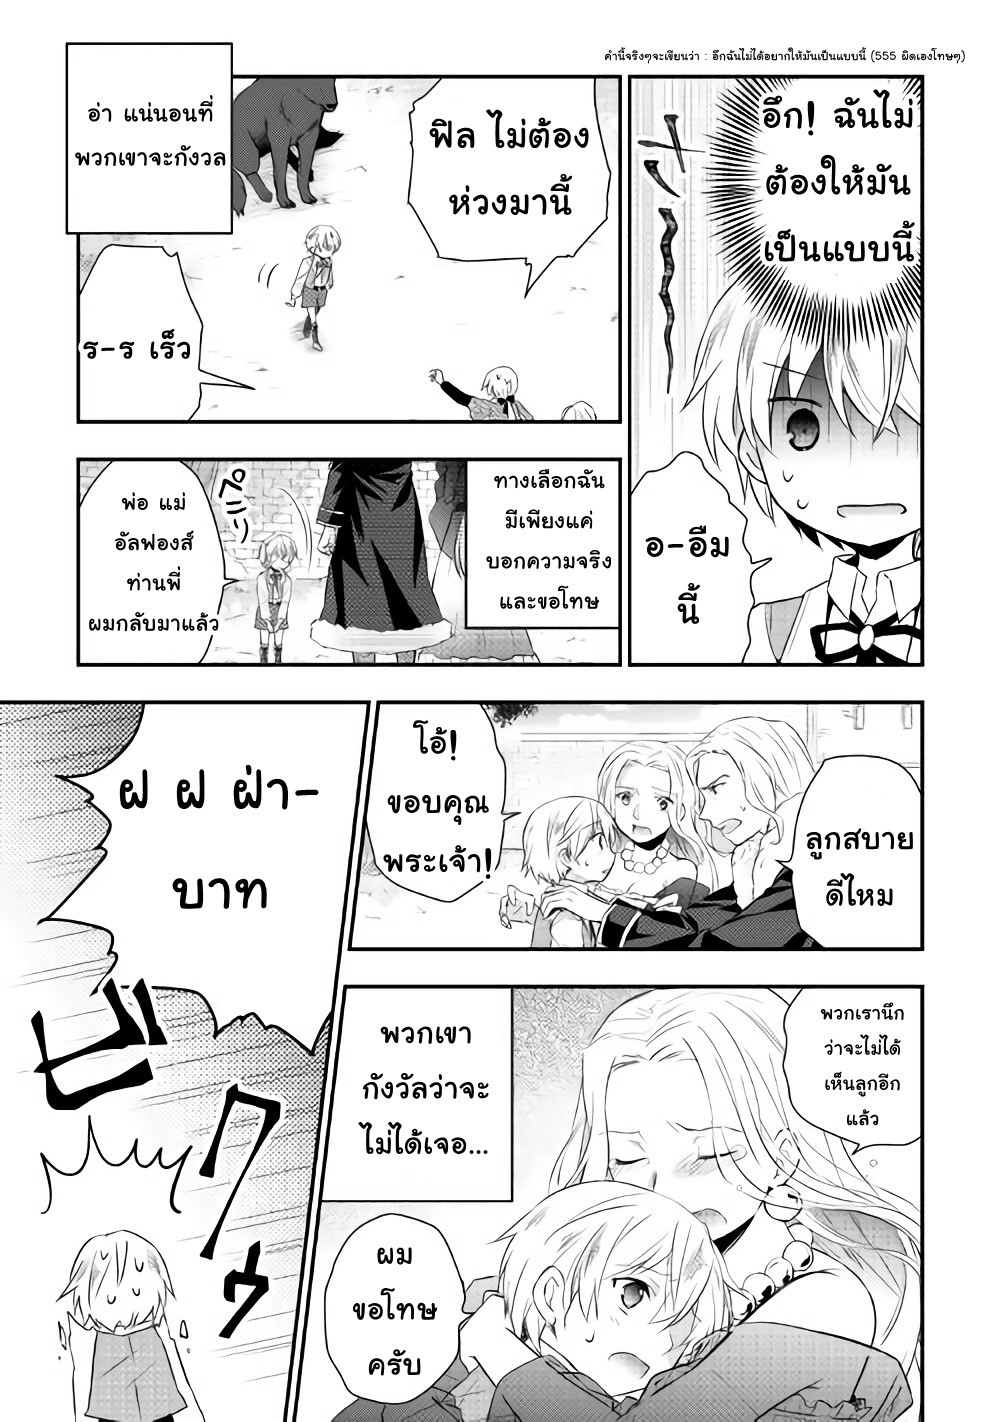 คำนี้จริงๆจะเขียนว่า : อึกฉันไม่ได้อยากให้มันเป็นแบบนี้ (555 ผิดเองโทษๆ)
อึก! ฉันไม่
ต้องให้มัน
เป็นแบบนี้
อ-อืม
นี้
ฟิล ไม่ต้อง
ห่วงมานี้
อ่า แน่นอนที่
พวกเขาจะกังวล
ร-ร เร็ว
ทางเลือกฉัน
มีเพียงแค่
บอกความจริง
และขอโทษ
ペコ
พ่อ แม่
อัลฟองส์
ท่านพี่
ผมกลับมาแล้ว
ลูกสบาย
ดีไหม
โอ้!
ขอบคุณ
พระเจ้า!
ฝ ฝ ฝ่า-
บาท
ビクゥ
พวกเรานึก
ว่าจะไม่ได้
เห็นลูกอีก
แล้ว
พวกเขา
กังวัลว่าจะ
ไม่ได้เจอ...
ผม
ขอโทษ
ครับ